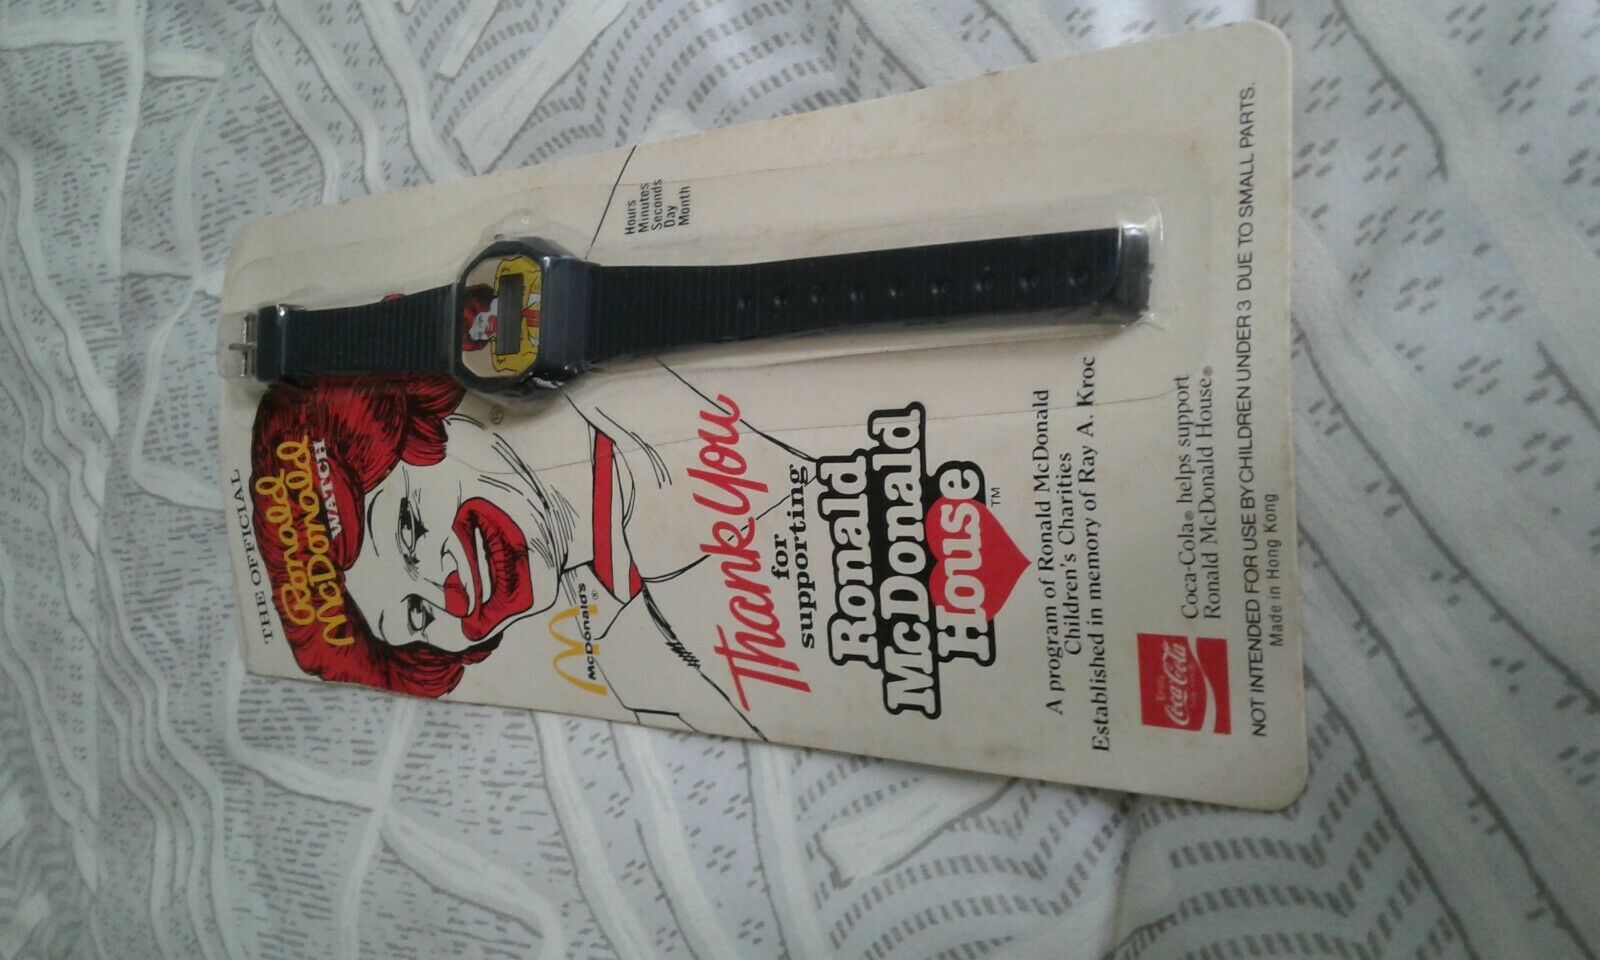 THE OFFICIAL
Ronald
McDonald
WATCH
®
Hours
Minutes
Seconds
Day
Month
McDonald's®
Thank You
for
supporting
Ronald
McDonald
House™
A program of Ronald McDonald
Children's Charities
Established in memory of Ray A. Kroc
Enjoy
Coca-Cola
Coca-Cola® helps support
Ronald McDonald House®
NOT INTENDED FOR USE BY CHILDREN UNDER 3 DUE TO SMALL PARTS.
Made in Hong Kong